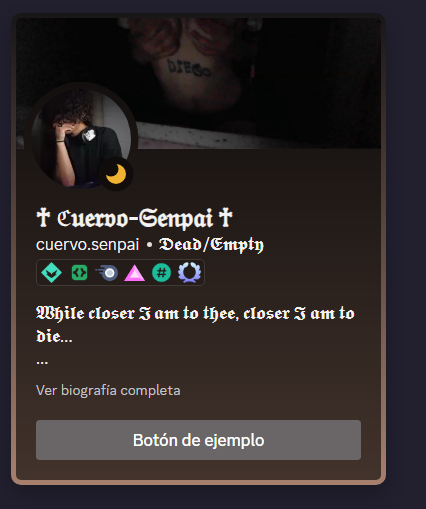 DIEGO
✝ ℭ𝔲𝔢𝔯𝔳𝔬-𝔖𝔢𝔫𝔭𝔞𝔦 ✝
cuervo.senpai • 𝕯𝖊𝖆𝖉/𝕰𝖒𝖕𝖙𝖞
#
𝖂𝖍𝖎𝖑𝖊 𝖈𝖑𝖔𝖘𝖊𝖗 𝕴 𝖆𝖒 𝖙𝖔 𝖙𝖍𝖊𝖊, 𝖈𝖑𝖔𝖘𝖊𝖗 𝕴 𝖆𝖒 𝖙𝖔
𝖉𝖎𝖊...
...
Ver biografía completa
Botón de ejemplo